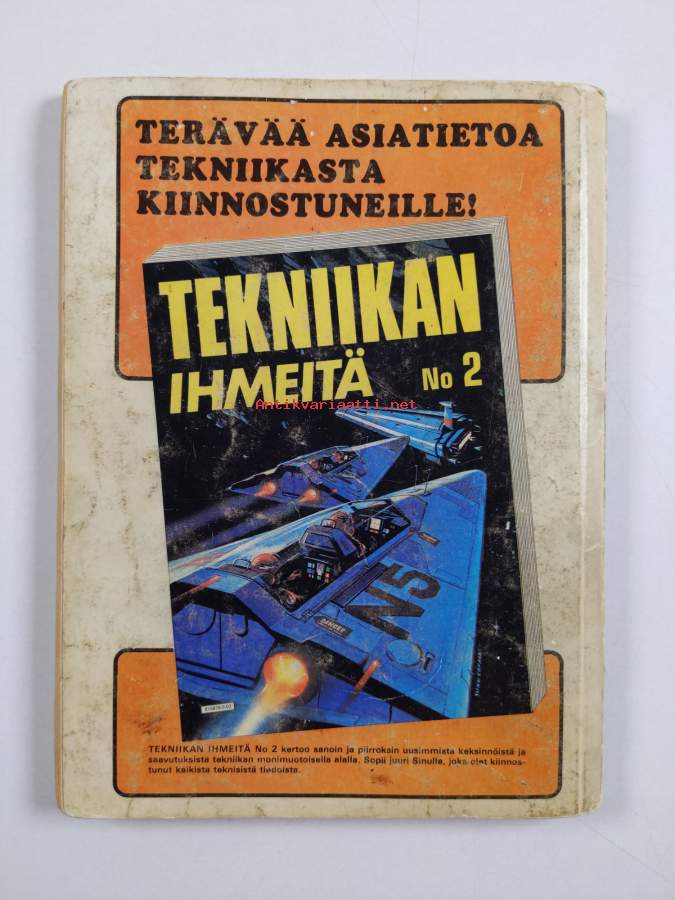 TERÄVÄÄ ASIATIETOA
TEKNIIKASTA
KIINNOSTUNEILLE!
TEKNIIKAN
IHMEITÄ No 2
Antikvariaatti.net
N5
DANGER
TEKNIIKAN IHMEITÄ No 2 kertoo sanoin ja piirroksin uusimmista keksinnöistä ja
saavutuksista tekniikan monimuotoisella alalla. Sopii juuri Sinulle, joka olet kiinnos-
tunut kaikista teknisistä tiedoista.